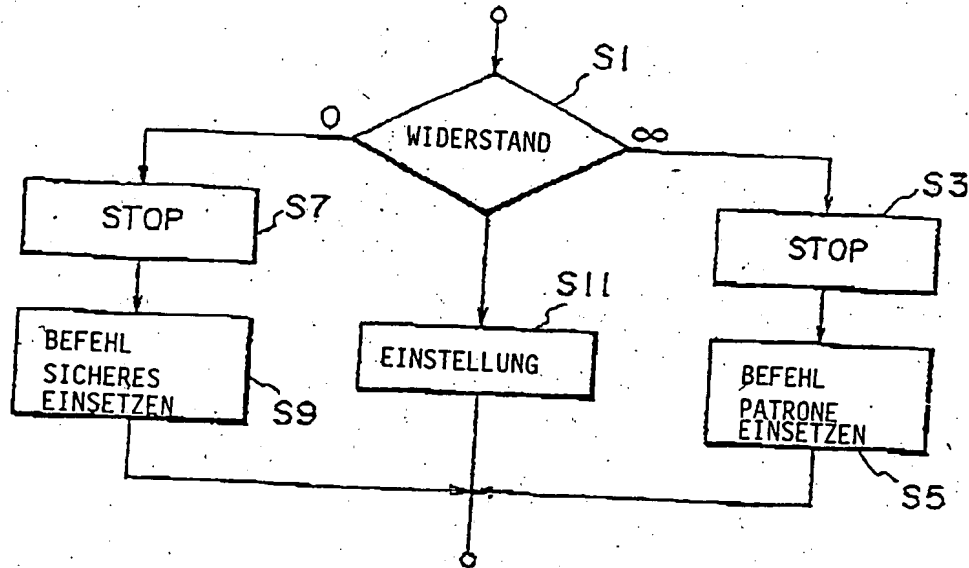 S1
WIDERSTAND
0
∞
STOP
S7
STOP
S3
BEFEHL
SICHERES
EINSETZEN
S9
EINSTELLUNG
S11
BEFEHL
PATRONE
EINSETZEN
S5